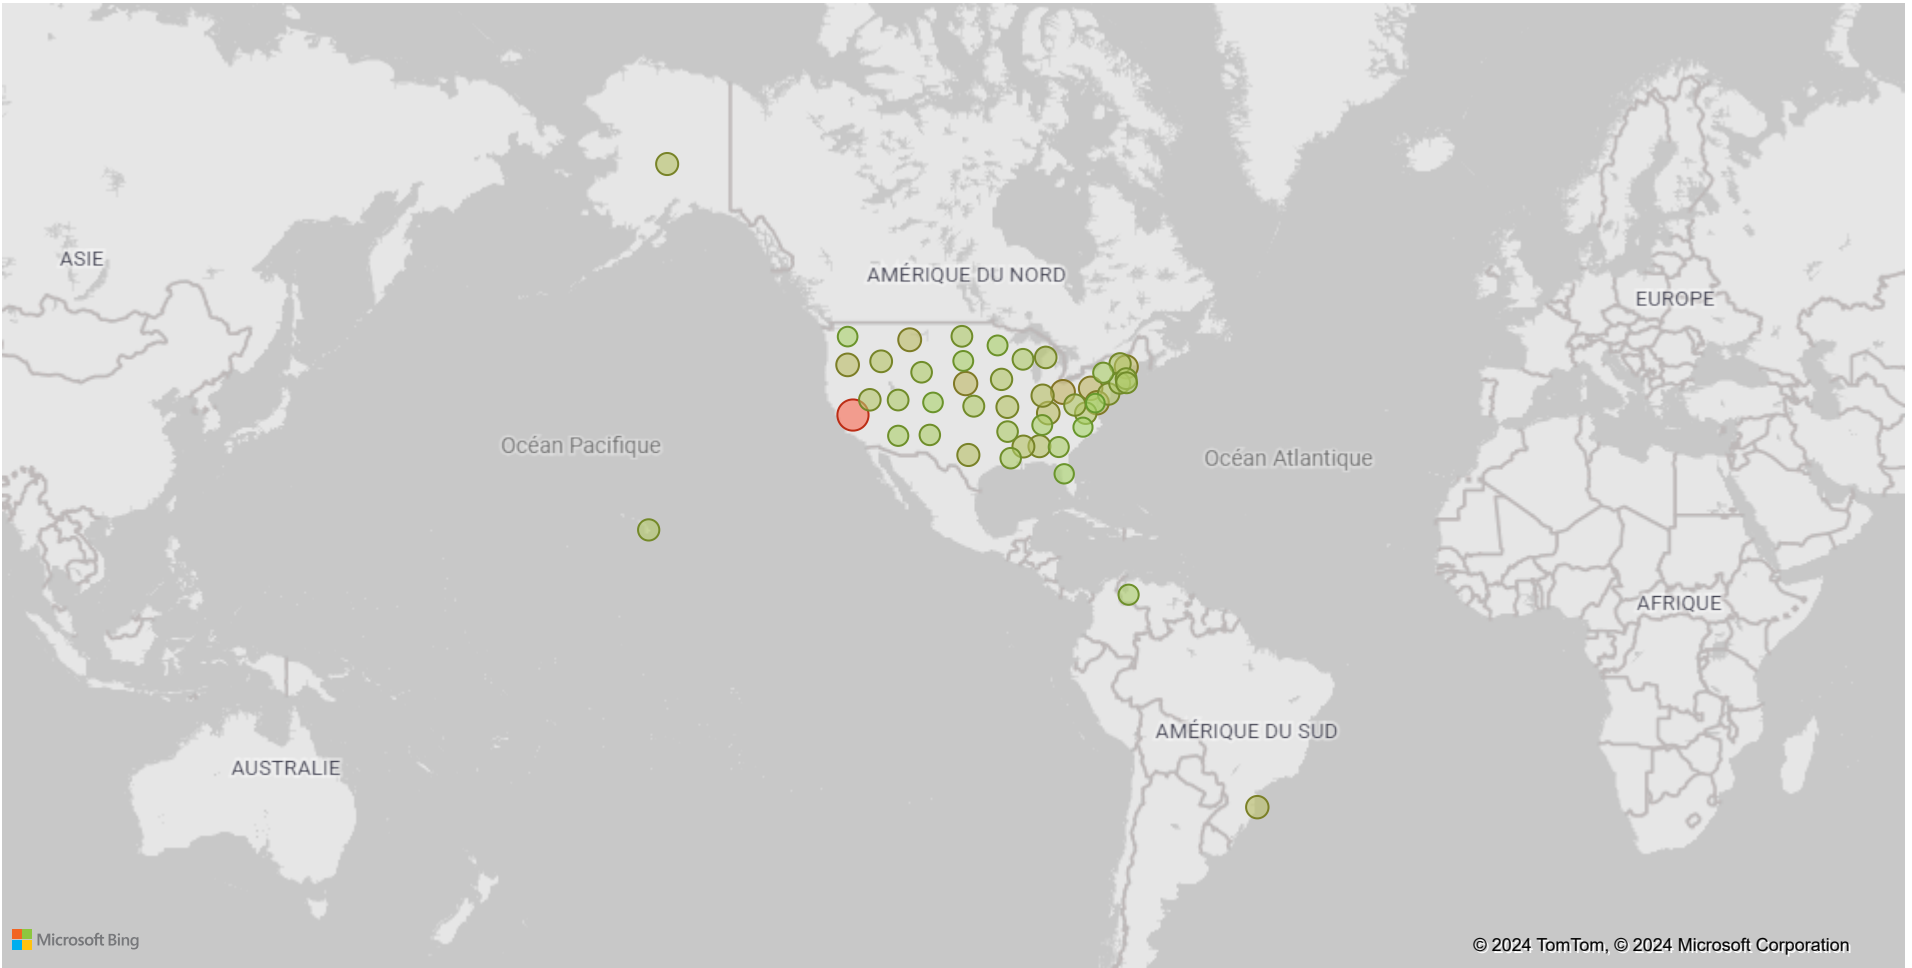 ASIE
AMÉRIQUE DU NORD
EUROPE
Océan Pacifique
Océan Atlantique
AFRIQUE
AMÉRIQUE DU SUD
AUSTRALIE
Microsoft Bing
© 2024 TomTom, © 2024 Microsoft Corporation